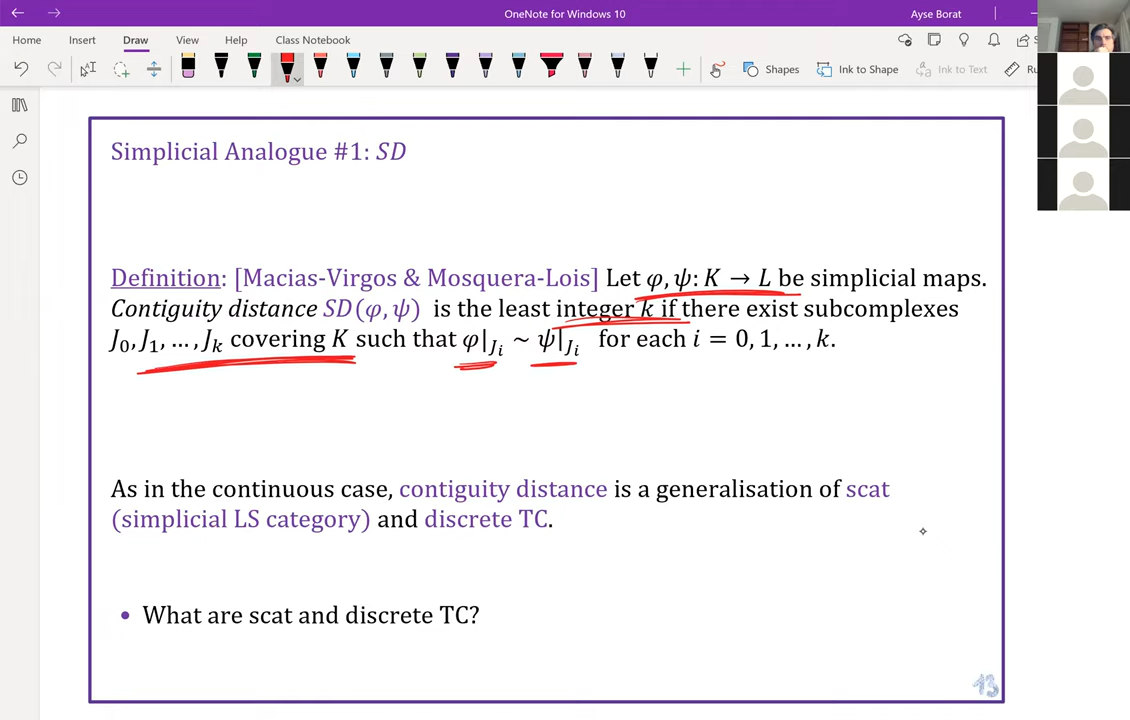 OneNote for Windows 10
Ayse Borat
Home Insert Draw View Help Class Notebook
Shapes Ink to Shape Ink to Text
Simplicial Analogue #1: SD
Definition: [Macias-Virgos & Mosquera-Lois] Let φ, ψ: K → L be simplicial maps.
Contiguity distance SD(φ, ψ) is the least integer k if there exist subcomplexes
J₀, J₁, … , Jₖ covering K such that φ|Jᵢ ~ ψ|Jᵢ for each i = 0, 1, … , k.
As in the continuous case, contiguity distance is a generalisation of scat
(simplicial LS category) and discrete TC.
• What are scat and discrete TC?
13